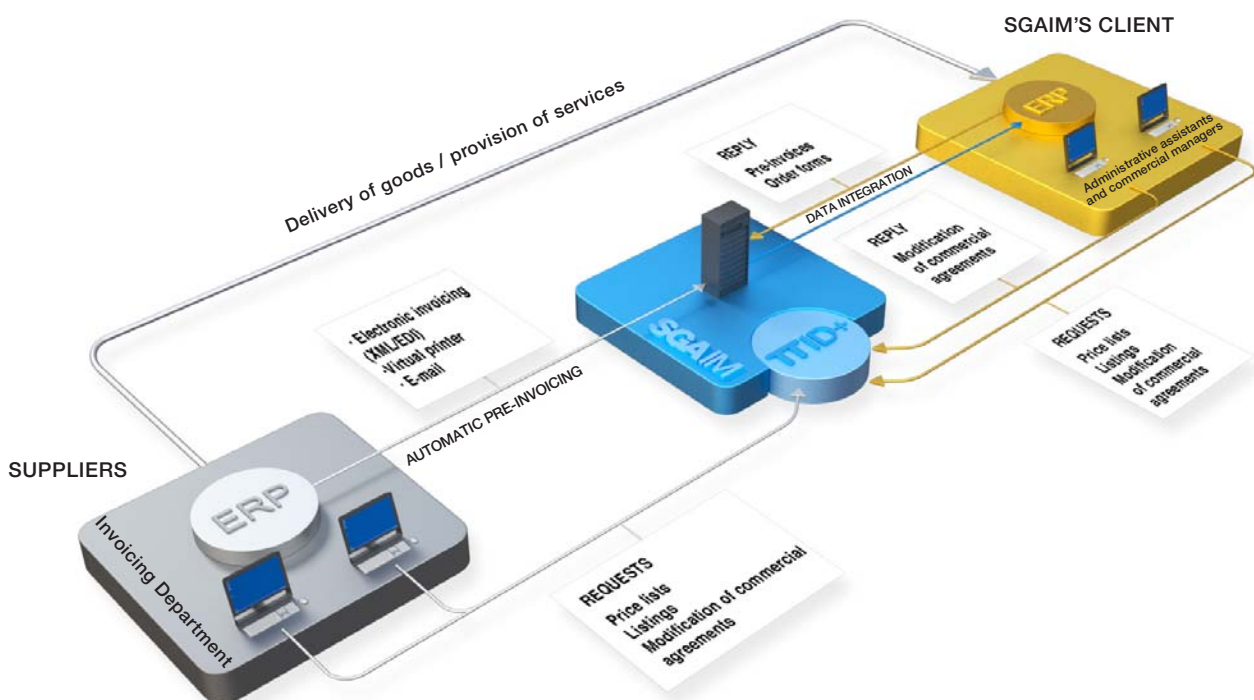 SGAIM'S CLIENT
ERP
Administrative assistants
and commercial managers
Delivery of goods / provision of services
REPLY
Pre-invoices
Order forms
DATA INTEGRATION
REPLY
Modification
of commercial
agreements
REQUESTS
Price lists
Listings
Modification
of commercial
agreements
SGAIM
· Electronic invoicing
(XML/EDI)
-Virtual printer
· E-mail
AUTOMATIC PRE-INVOICING
SUPPLIERS
ERP
Invoicing Department
REQUESTS
Price lists
Listings
Modification of commercial
agreements